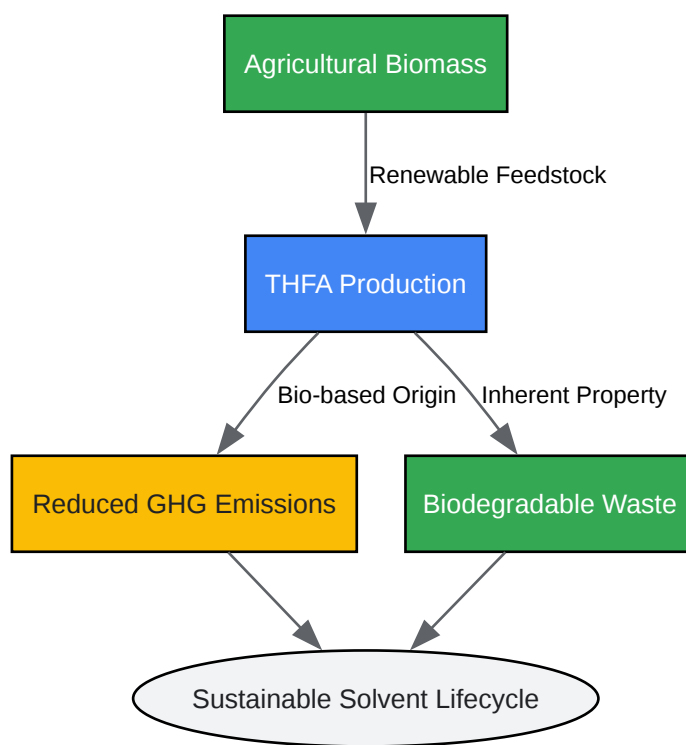 Agricultural Biomass
Renewable Feedstock
THFA Production
Bio-based Origin
Inherent Property
Reduced GHG Emissions
Biodegradable Waste
Sustainable Solvent Lifecycle